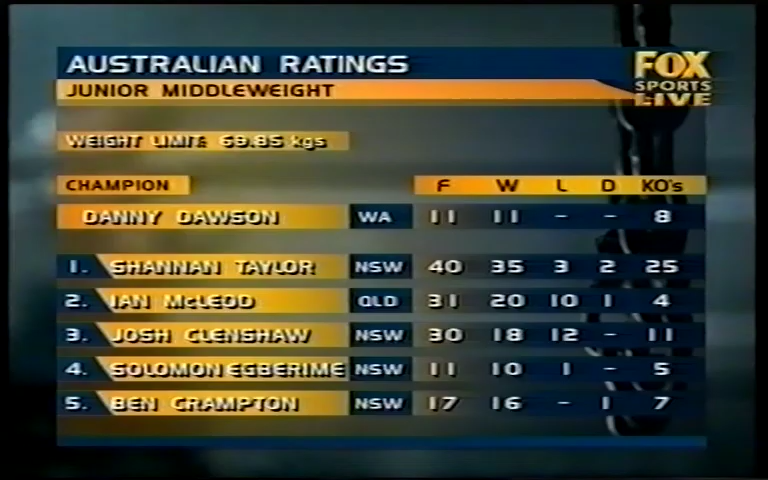 AUSTRALIAN RATINGS
FOX
SPORTS
LIVE
JUNIOR MIDDLEWEIGHT
WEIGHT LIMIT: 69.85 kgs
CHAMPION F W L D KO's
DANNY DAWSON WA 11 11 - - 8
1. SHANNAN TAYLOR NSW 40 35 3 2 25
2. IAN McLEOD QLD 31 20 10 1 4
3. JOSH CLENSHAW NSW 30 18 12 - 11
4. SOLOMON EGBERIME NSW 11 10 1 - 5
5. BEN CRAMPTON NSW 17 16 - 1 7